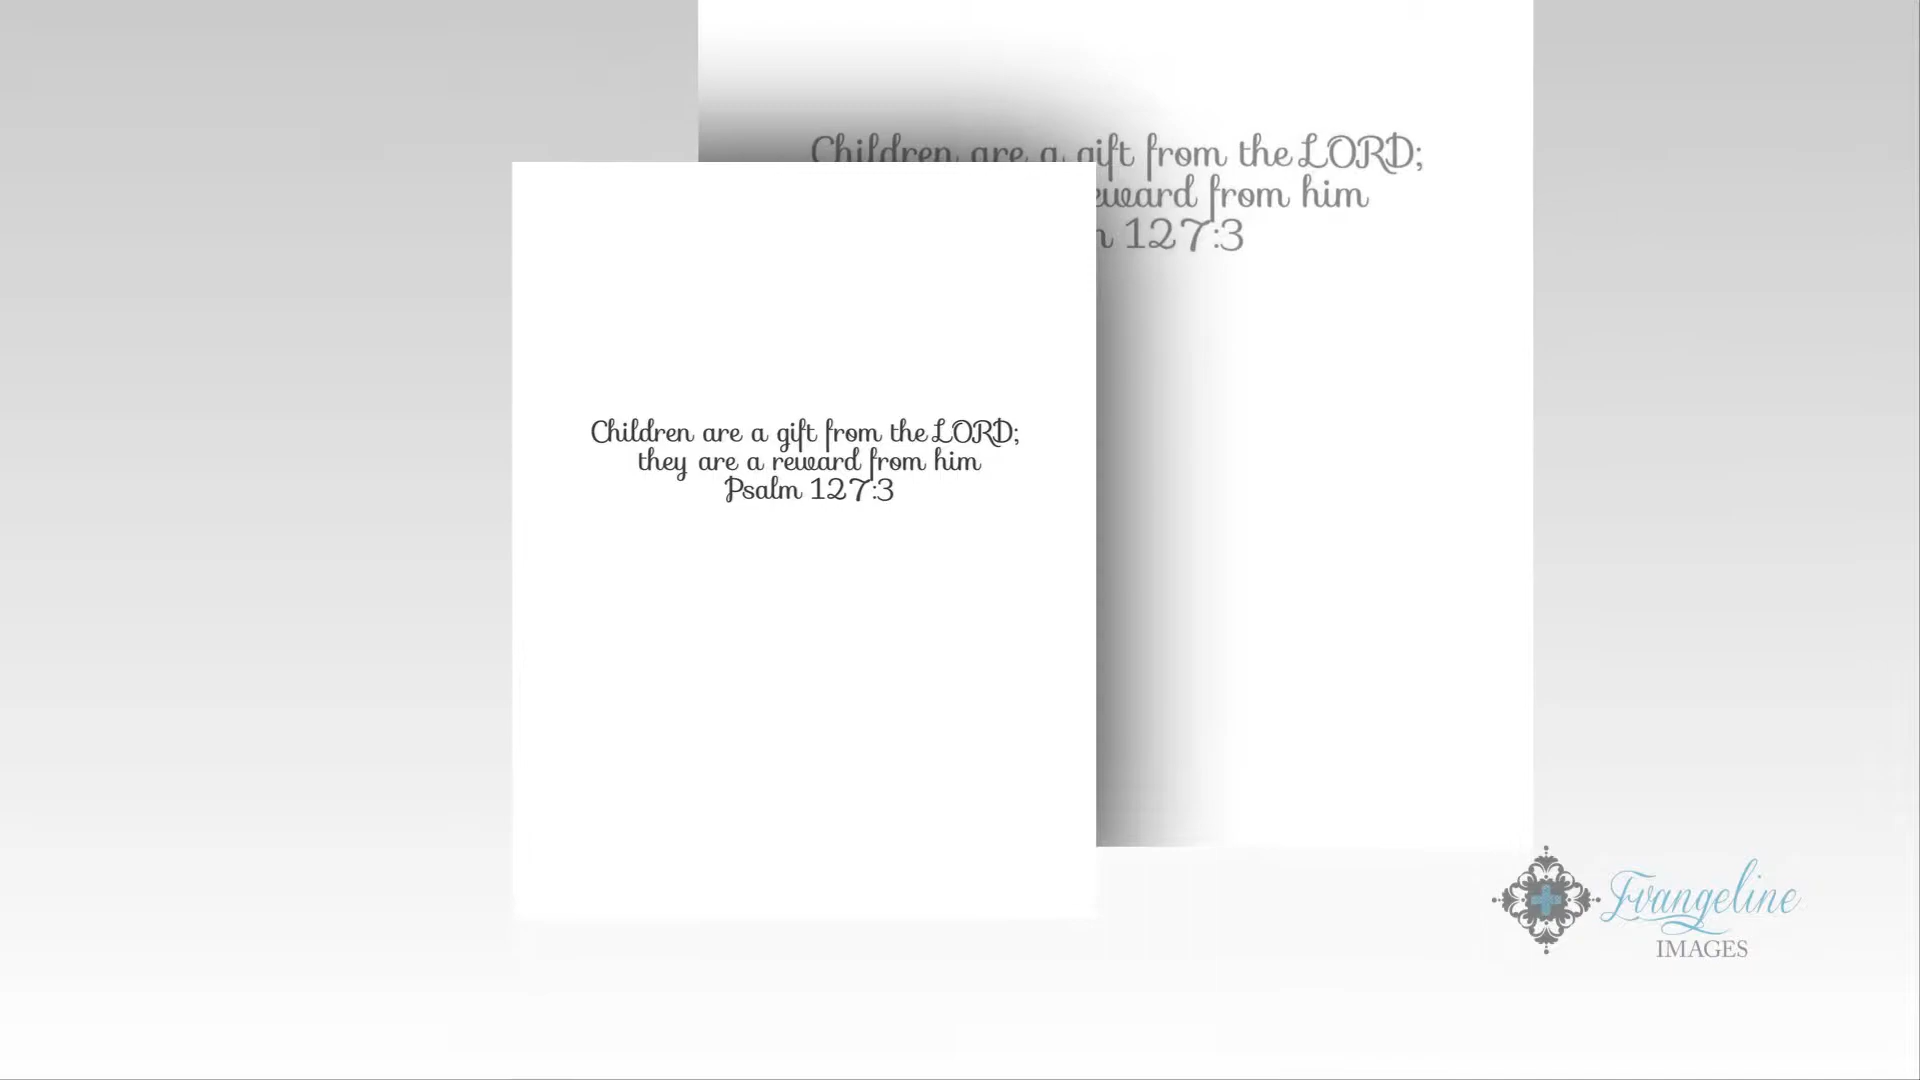 Children are a gift from the LORD;
they are a reward from him
Psalm 127:3
Children are a gift from the LORD;
reward from him
127:3
Evangeline
IMAGES